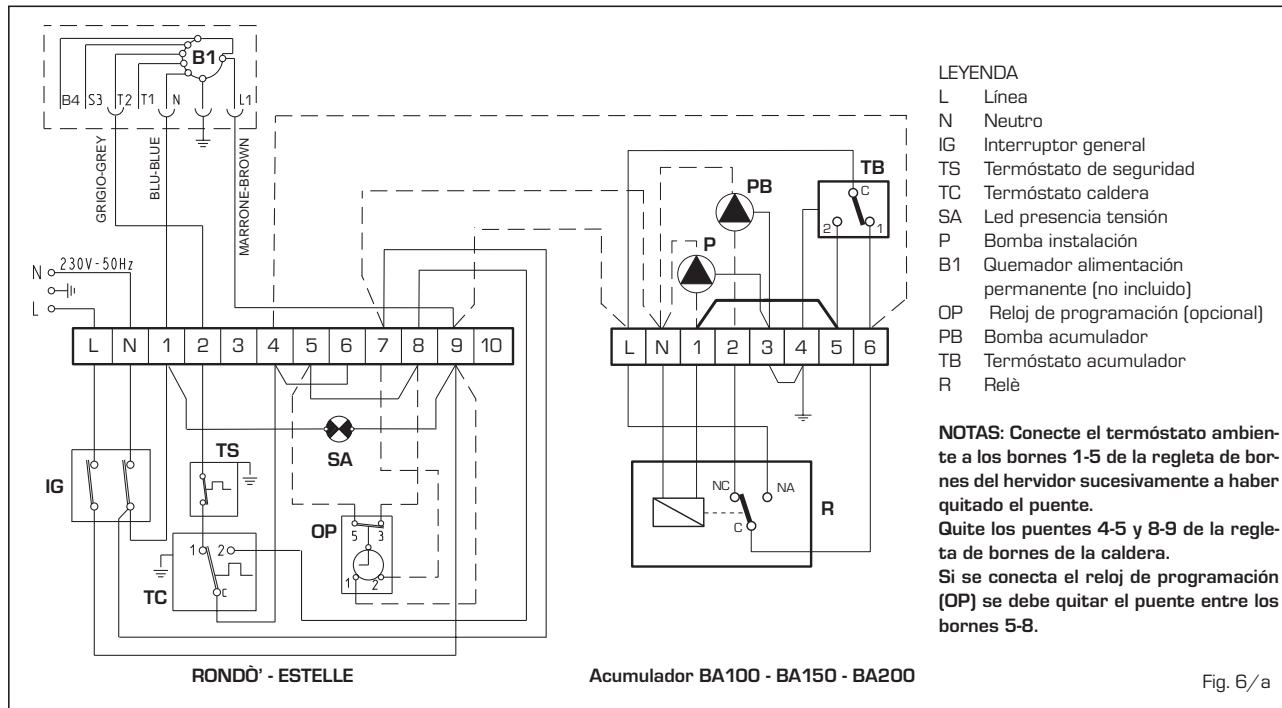 B1
B4 S3 T2 T1 N L1
GRIGIO-GREY
BLU-BLUE
MARRONE-BROWN
N 230V-50Hz
L
L N 1 2 3 4 5 6 7 8 9 10
IG
TS
TC
1 2
C
SA
OP
5 3
1 2
RONDÒ' - ESTELLE
PB
P
TB
C
2 1
L N 1 2 3 4 5 6
NC NA
C
R
Acumulador BA100 - BA150 - BA200
LEYENDA
L Línea
N Neutro
IG Interruptor general
TS Termóstato de seguridad
TC Termóstato caldera
SA Led presencia tensión
P Bomba instalación
B1 Quemador alimentación
permanente (no incluido)
OP Reloj de programación (opcional)
PB Bomba acumulador
TB Termóstato acumulador
R Relè
NOTAS: Conecte el termóstato ambien-
te a los bornes 1-5 de la regleta de bor-
nes del hervidor sucesivamente a haber
quitado el puente.
Quite los puentes 4-5 y 8-9 de la regle-
ta de bornes de la caldera.
Si se conecta el reloj de programación
(OP) se debe quitar el puente entre los
bornes 5-8.
Fig. 6/a